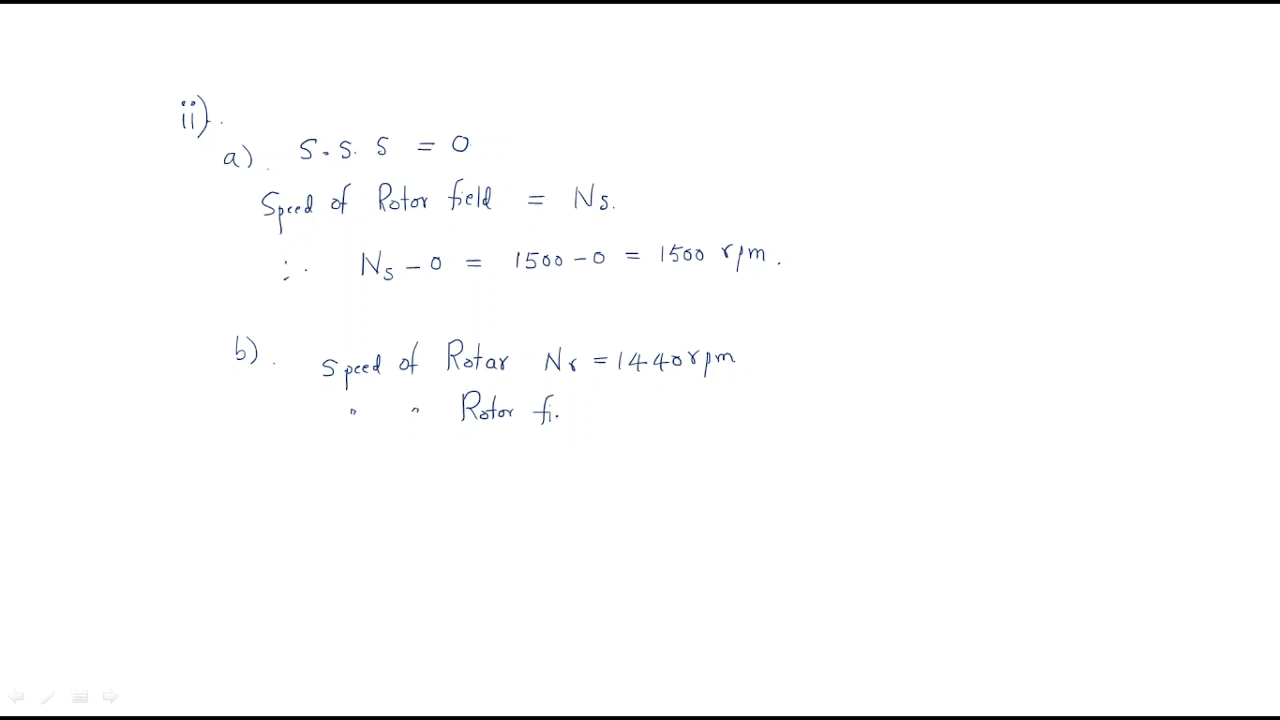 ii).
a). S.S. S = 0
Speed of Rotor field = Ns.
∴ Ns - 0 = 1500 - 0 = 1500 rpm.
b). Speed of Rotar Nr = 1440 rpm
" " Rotor fi.